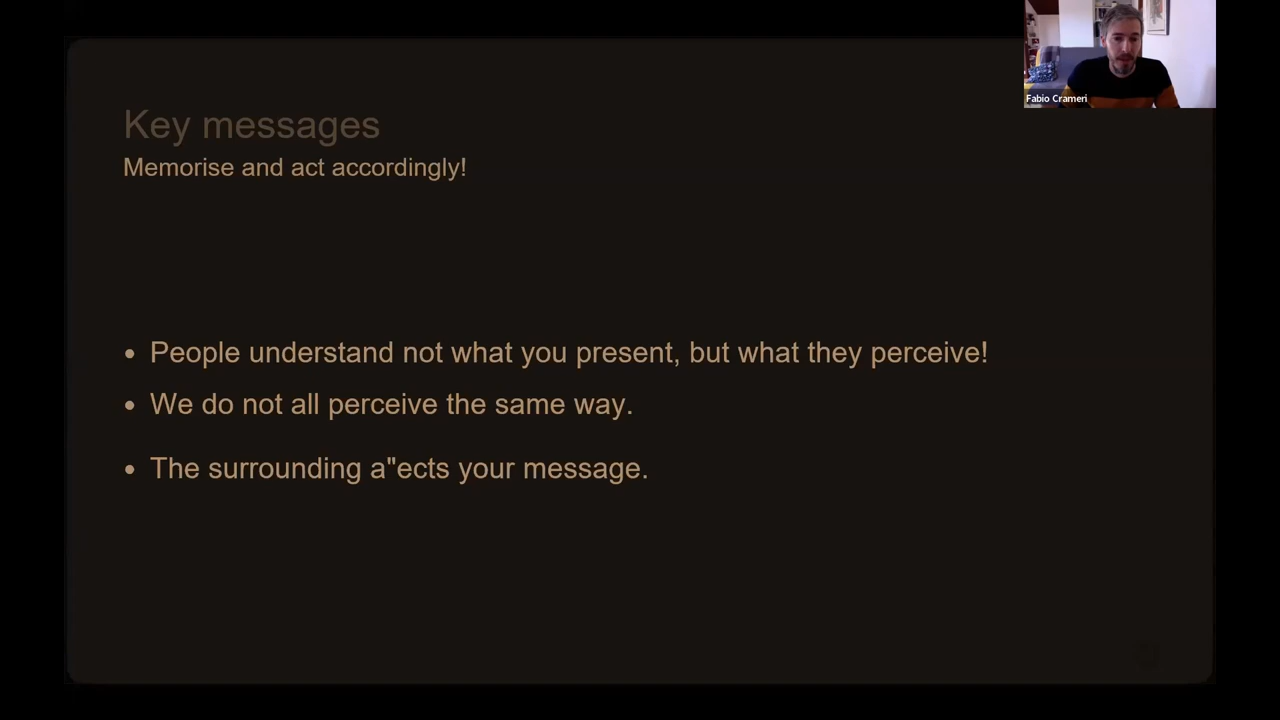 Fabio Crameri
Key messages
Memorise and act accordingly!
• People understand not what you present, but what they perceive!
• We do not all perceive the same way.
• The surrounding a"ects your message.